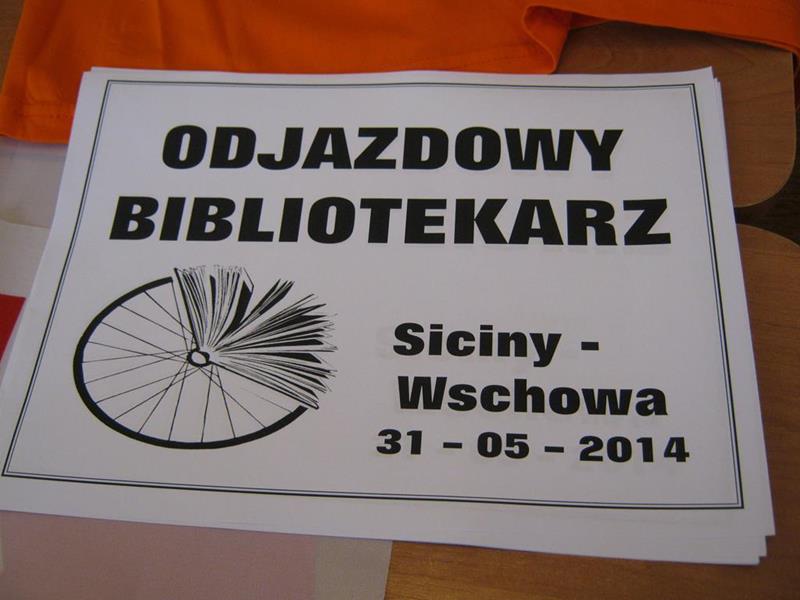 ODJAZDOWY
BIBLIOTEKARZ
Siciny -
Wschowa
31 - 05 - 2014